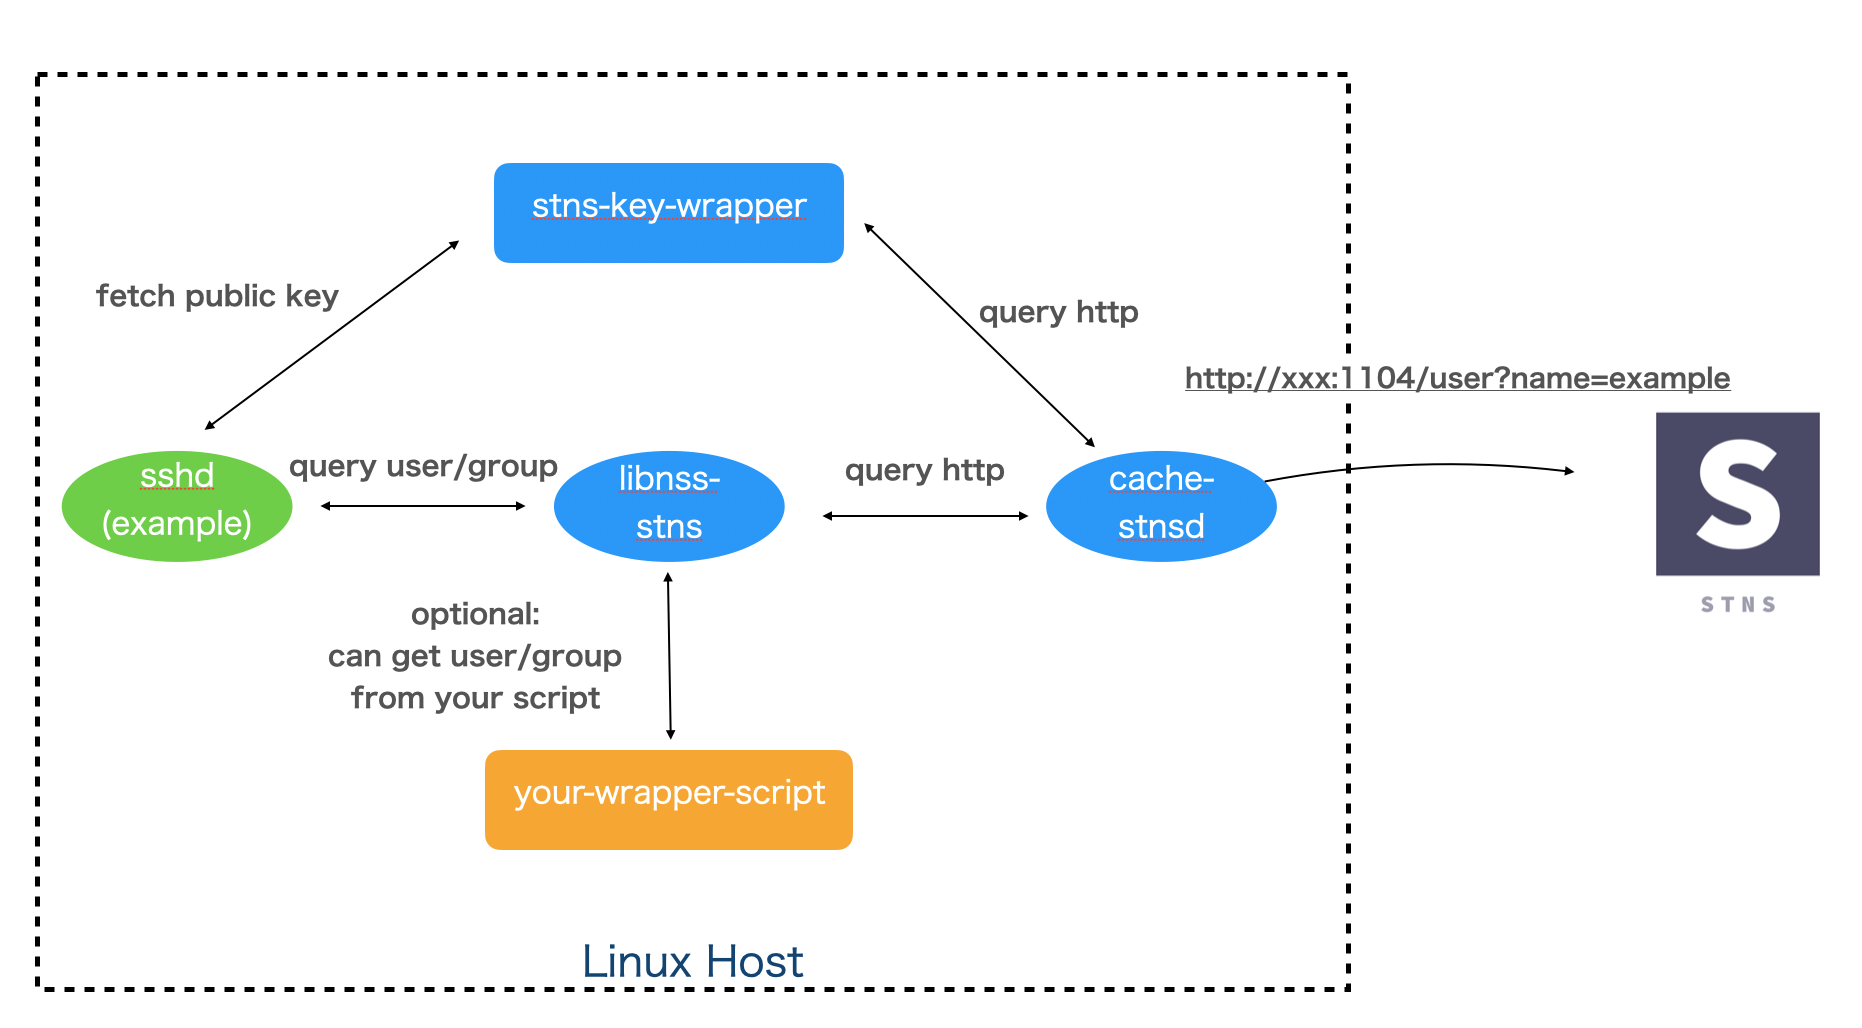 stns-key-wrapper
fetch public key
query http
http://xxx:1104/user?name=example
sshd
(example)
query user/group
libnss-
stns
query http
cache-
stnsd
S
STNS
optional:
can get user/group
from your script
your-wrapper-script
Linux Host